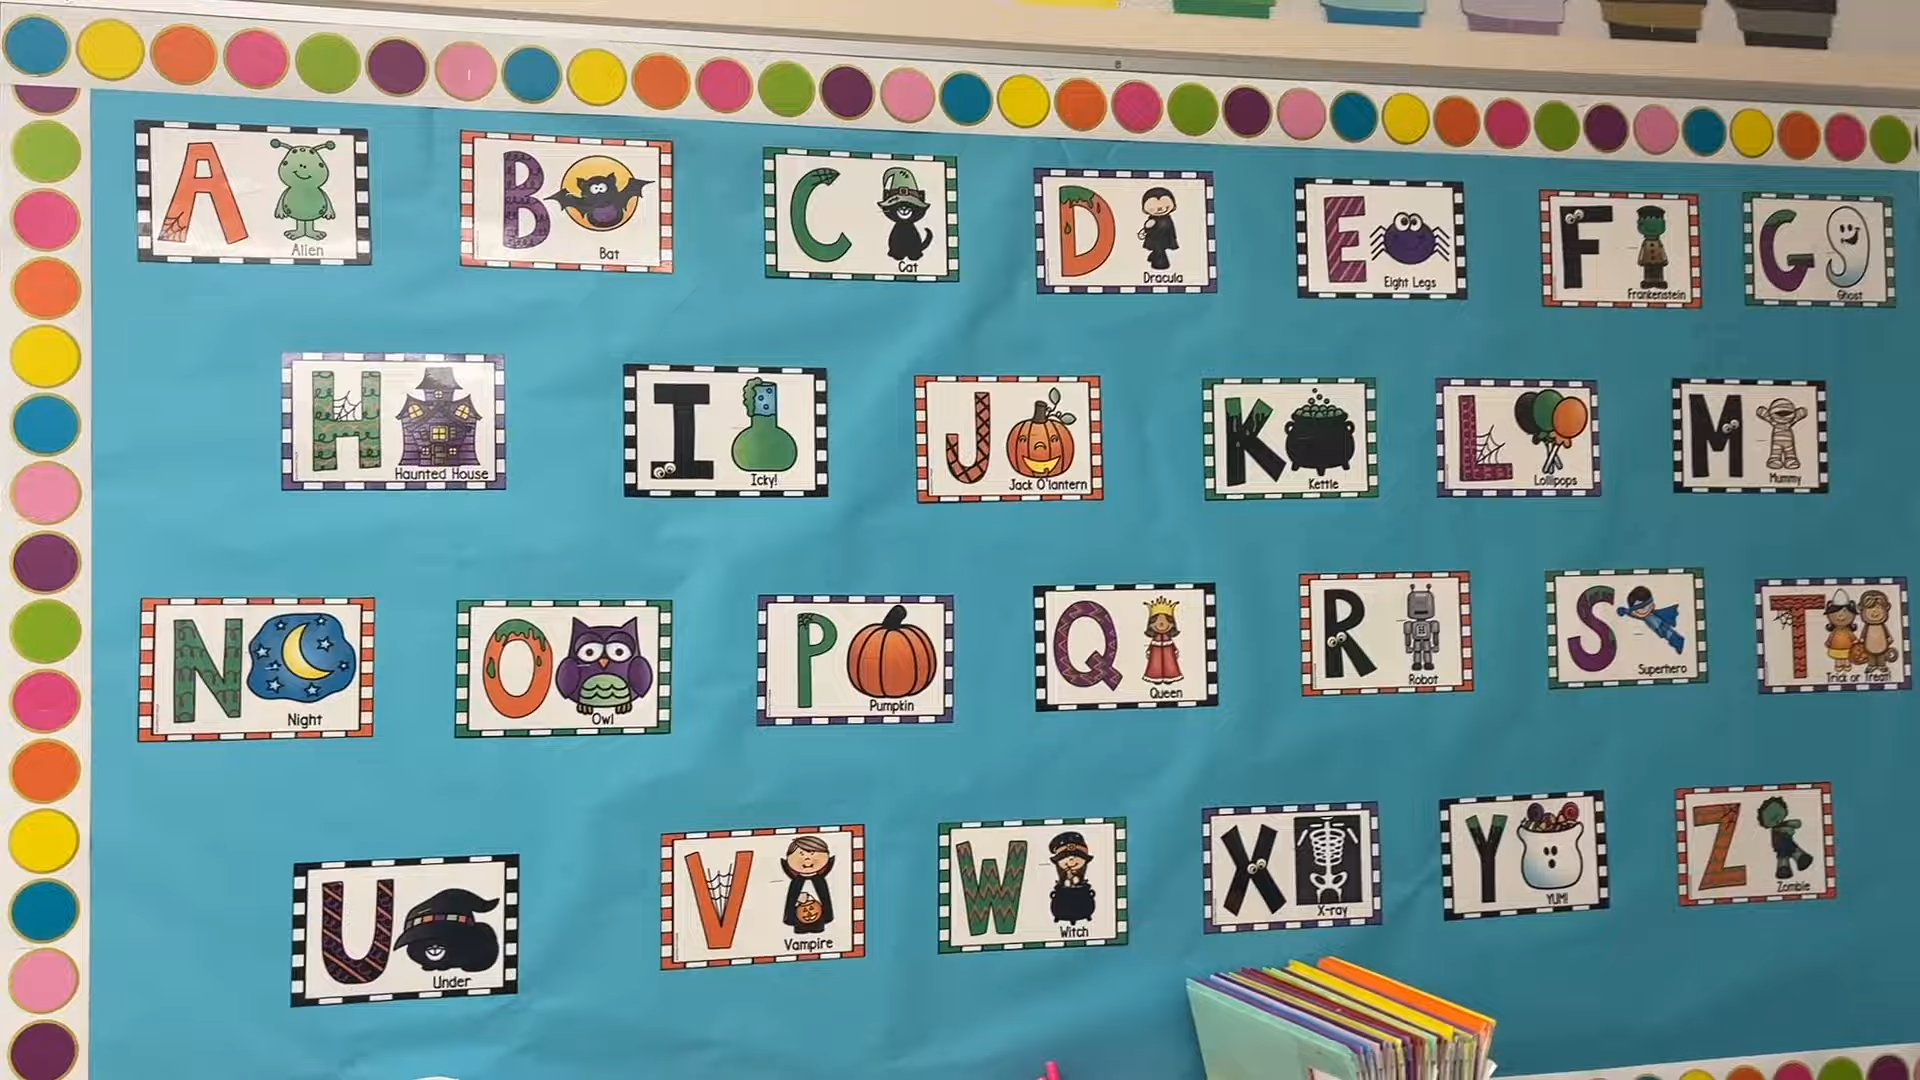 A Alien
B Bat
C Cat
D Dracula
E Eight Legs
F Frankenstein
G Ghost
H Haunted House
I Icky!
J Jack O'lantern
K Kettle
L Lollipops
M Mummy
N Night
O Owl
P Pumpkin
Q Queen
R Robot
S Superhero
T Trick or Treat!
U Under
V Vampire
W Witch
X X-ray
Y YUM!
Z Zombie